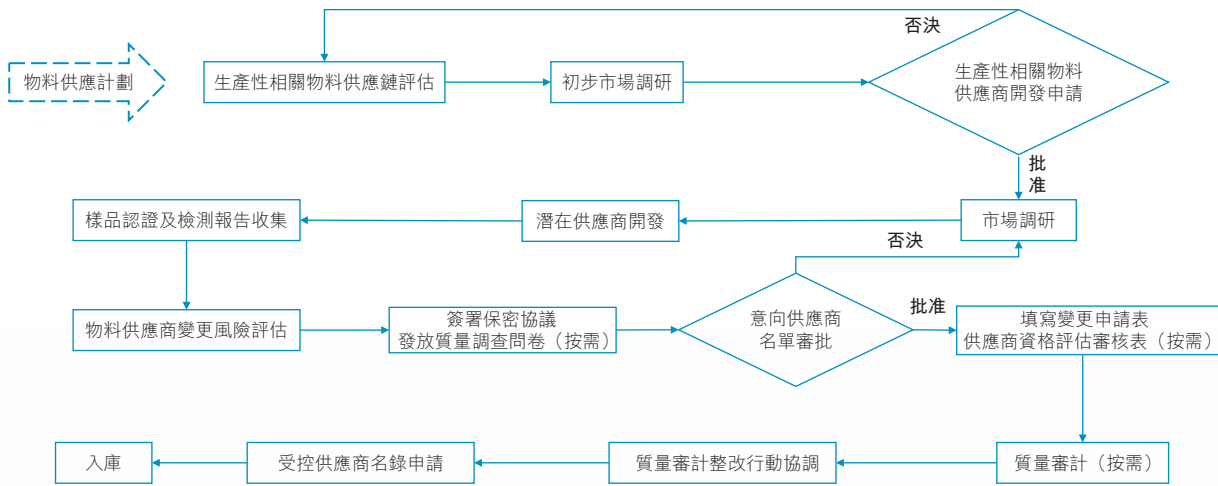 否決
物料供應計劃
生產性相關物料供應鏈評估
初步市場調研
生產性相關物料
供應商開發申請
批
准
樣品認證及檢測報告收集
潛在供應商開發
市場調研
否決
物料供應商變更風險評估
簽署保密協議
發放質量調查問卷（按需）
意向供應商
名單審批
批准
填寫變更申請表
供應商資格評估審核表（按需）
入庫
受控供應商名錄申請
質量審計整改行動協調
質量審計（按需）